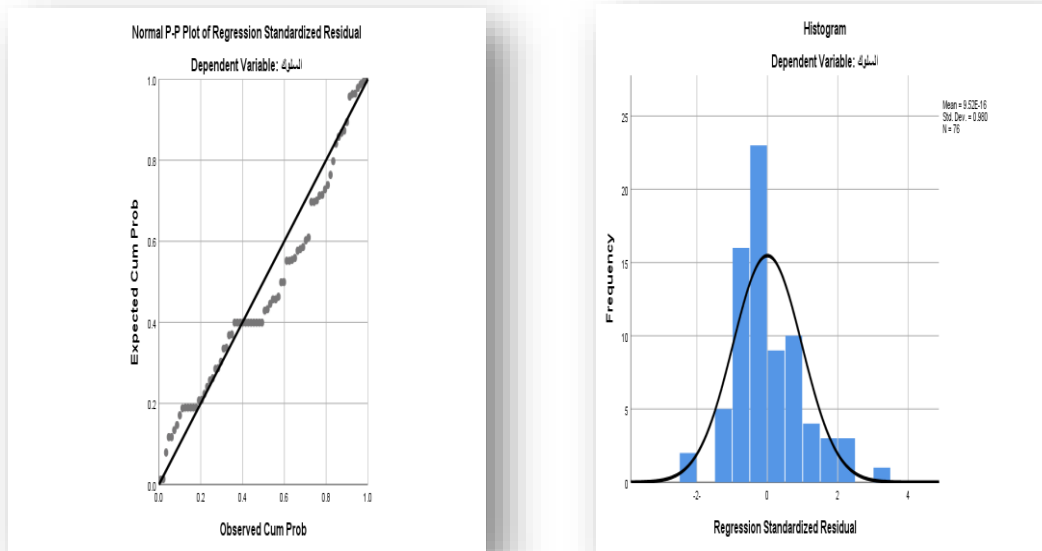 Normal P-P Plot of Regression Standardized Residual
Dependent Variable: السلوك
1.0
0.8
0.6
0.4
0.2
0.0
Expected Cum Prob
0.0 0.2 0.4 0.6 0.8 1.0
Observed Cum Prob
Histogram
Dependent Variable: السلوك
Mean = 9.52E-16
Std. Dev. = 0.980
N = 76
25
20
15
10
5
0
Frequency
-2- 0 2 4
Regression Standardized Residual